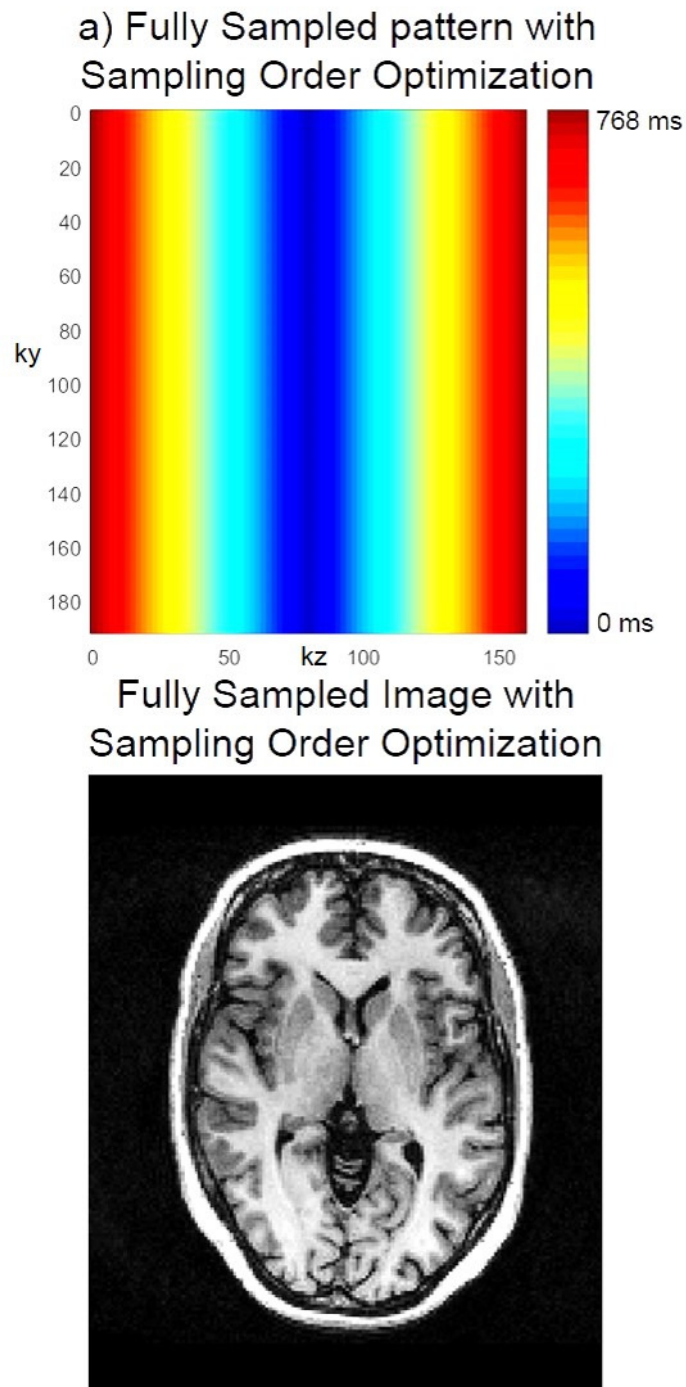 a) Fully Sampled pattern with
Sampling Order Optimization
0
20
40
60
80
ky
100
120
140
160
180
768 ms
0 ms
0
50
kz
100
150
Fully Sampled Image with
Sampling Order Optimization